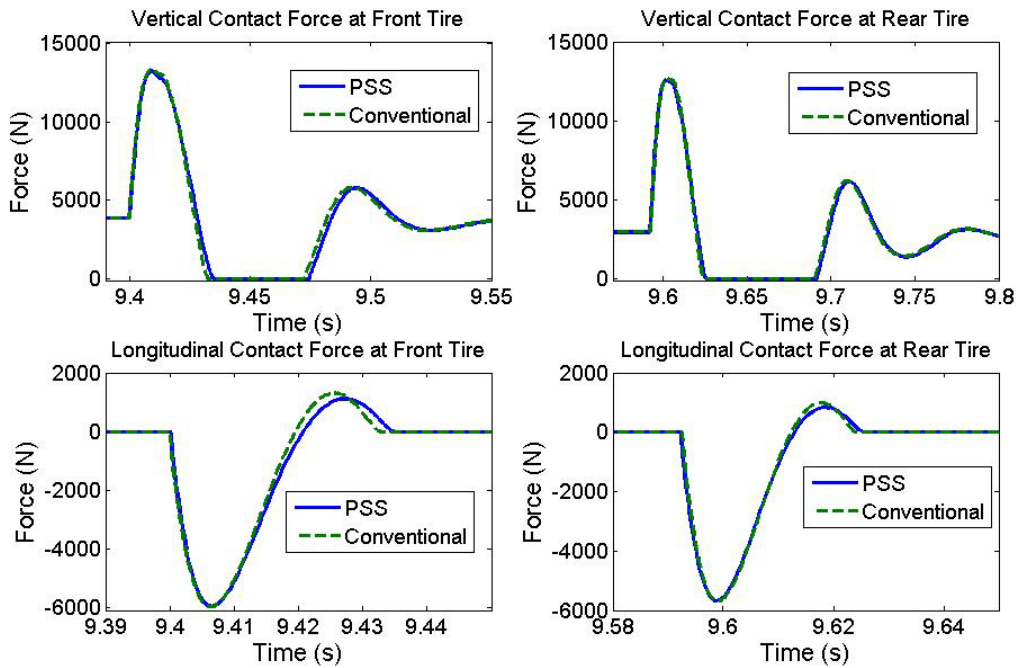 Vertical Contact Force at Front Tire
15000
10000
5000
0
Force (N)
PSS
Conventional
9.4
9.45
9.5
9.55
Time (s)
Vertical Contact Force at Rear Tire
15000
10000
5000
0
Force (N)
PSS
Conventional
9.6
9.65
9.7
9.75
9.8
Time (s)
Longitudinal Contact Force at Front Tire
2000
0
-2000
-4000
-6000
Force (N)
PSS
Conventional
9.39
9.4
9.41
9.42
9.43
9.44
Time (s)
Longitudinal Contact Force at Rear Tire
2000
0
-2000
-4000
-6000
Force (N)
PSS
Conventional
9.58
9.6
9.62
9.64
Time (s)